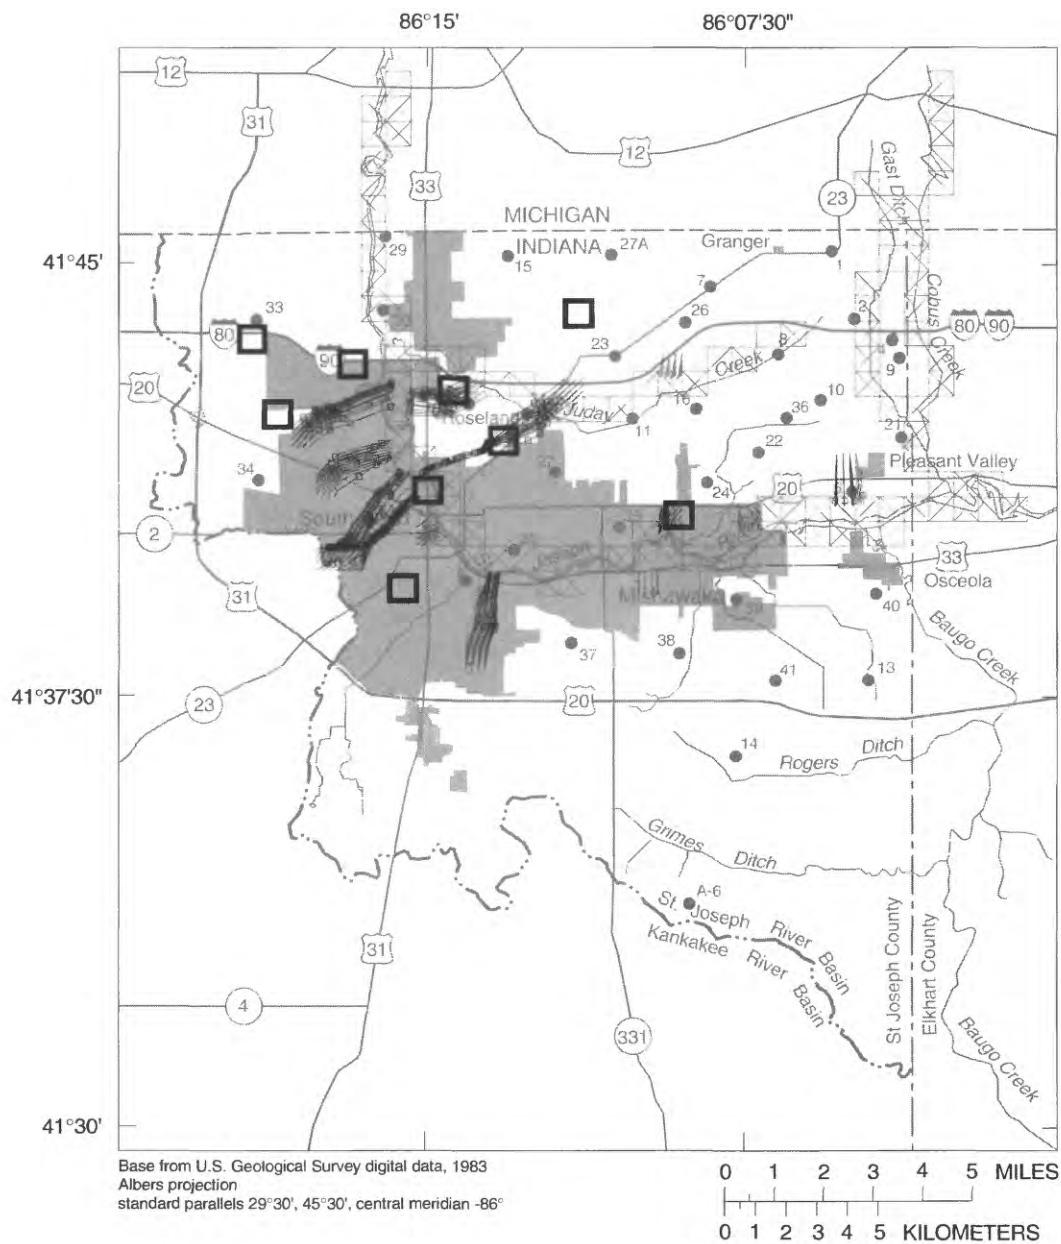 86°15'
86°07'30"
12
31
33
12
23
Gast Ditch
MICHIGAN
INDIANA
29
15
27A
Granger
1
41°45'
7
33
26
2
Cobus Creek
80
80 90
23
90
8
Creek
9
20
10
Roseland
Juday
16
36
11
21
22
Pleasant Valley
34
24
20
South
2
33
Osceola
31
40
39
Baugo Creek
37
38
41
13
41°37'30"
23
20
14
Rogers Ditch
Grimes Ditch
A-6
St. Joseph River Basin
Kankakee River Basin
St Joseph County
Elkhart County
31
4
331
Baugo Creek
41°30'
Base from U.S. Geological Survey digital data, 1983
Albers projection
standard parallels 29°30', 45°30', central meridian -86°
0 1 2 3 4 5 MILES
0 1 2 3 4 5 KILOMETERS